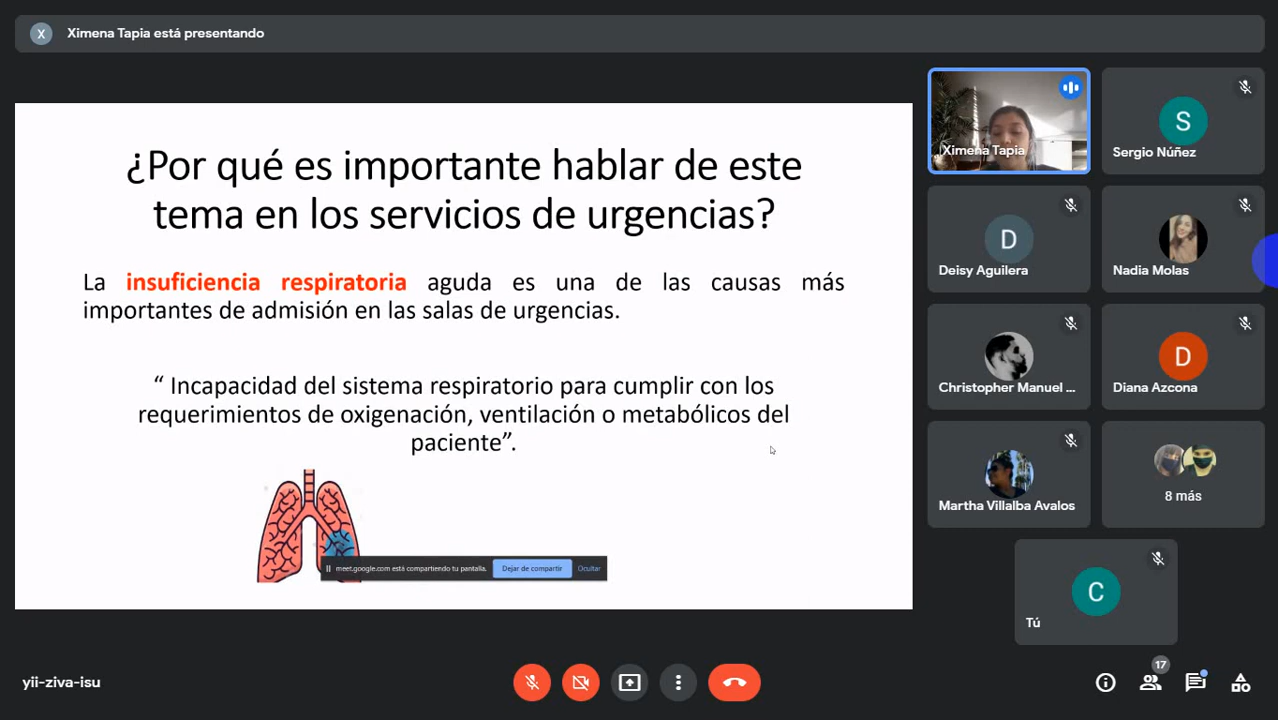 X Ximena Tapia está presentando
¿Por qué es importante hablar de este
tema en los servicios de urgencias?
La insuficiencia respiratoria aguda es una de las causas más
importantes de admisión en las salas de urgencias.
“ Incapacidad del sistema respiratorio para cumplir con los
requerimientos de oxigenación, ventilación o metabólicos del
paciente”.
meet.google.com está compartiendo tu pantalla. Dejar de compartir Ocultar
Ximena Tapia
S
Sergio Núñez
D
Deisy Aguilera
Nadia Molas
Christopher Manuel ...
D
Diana Azcona
Martha Villalba Avalos
8 más
C
Tú
yii-ziva-isu
17